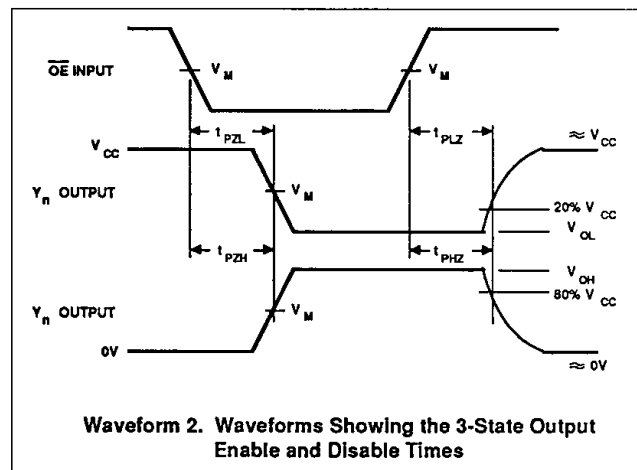 OE INPUT
V_M
V_M
t_PZL
t_PLZ
V_CC
≈ V_CC
Y_n OUTPUT
V_M
20% V_CC
V_OL
t_PZH
t_PHZ
V_OH
80% V_CC
Y_n OUTPUT
V_M
0V
≈ 0V
Waveform 2. Waveforms Showing the 3-State Output
Enable and Disable Times